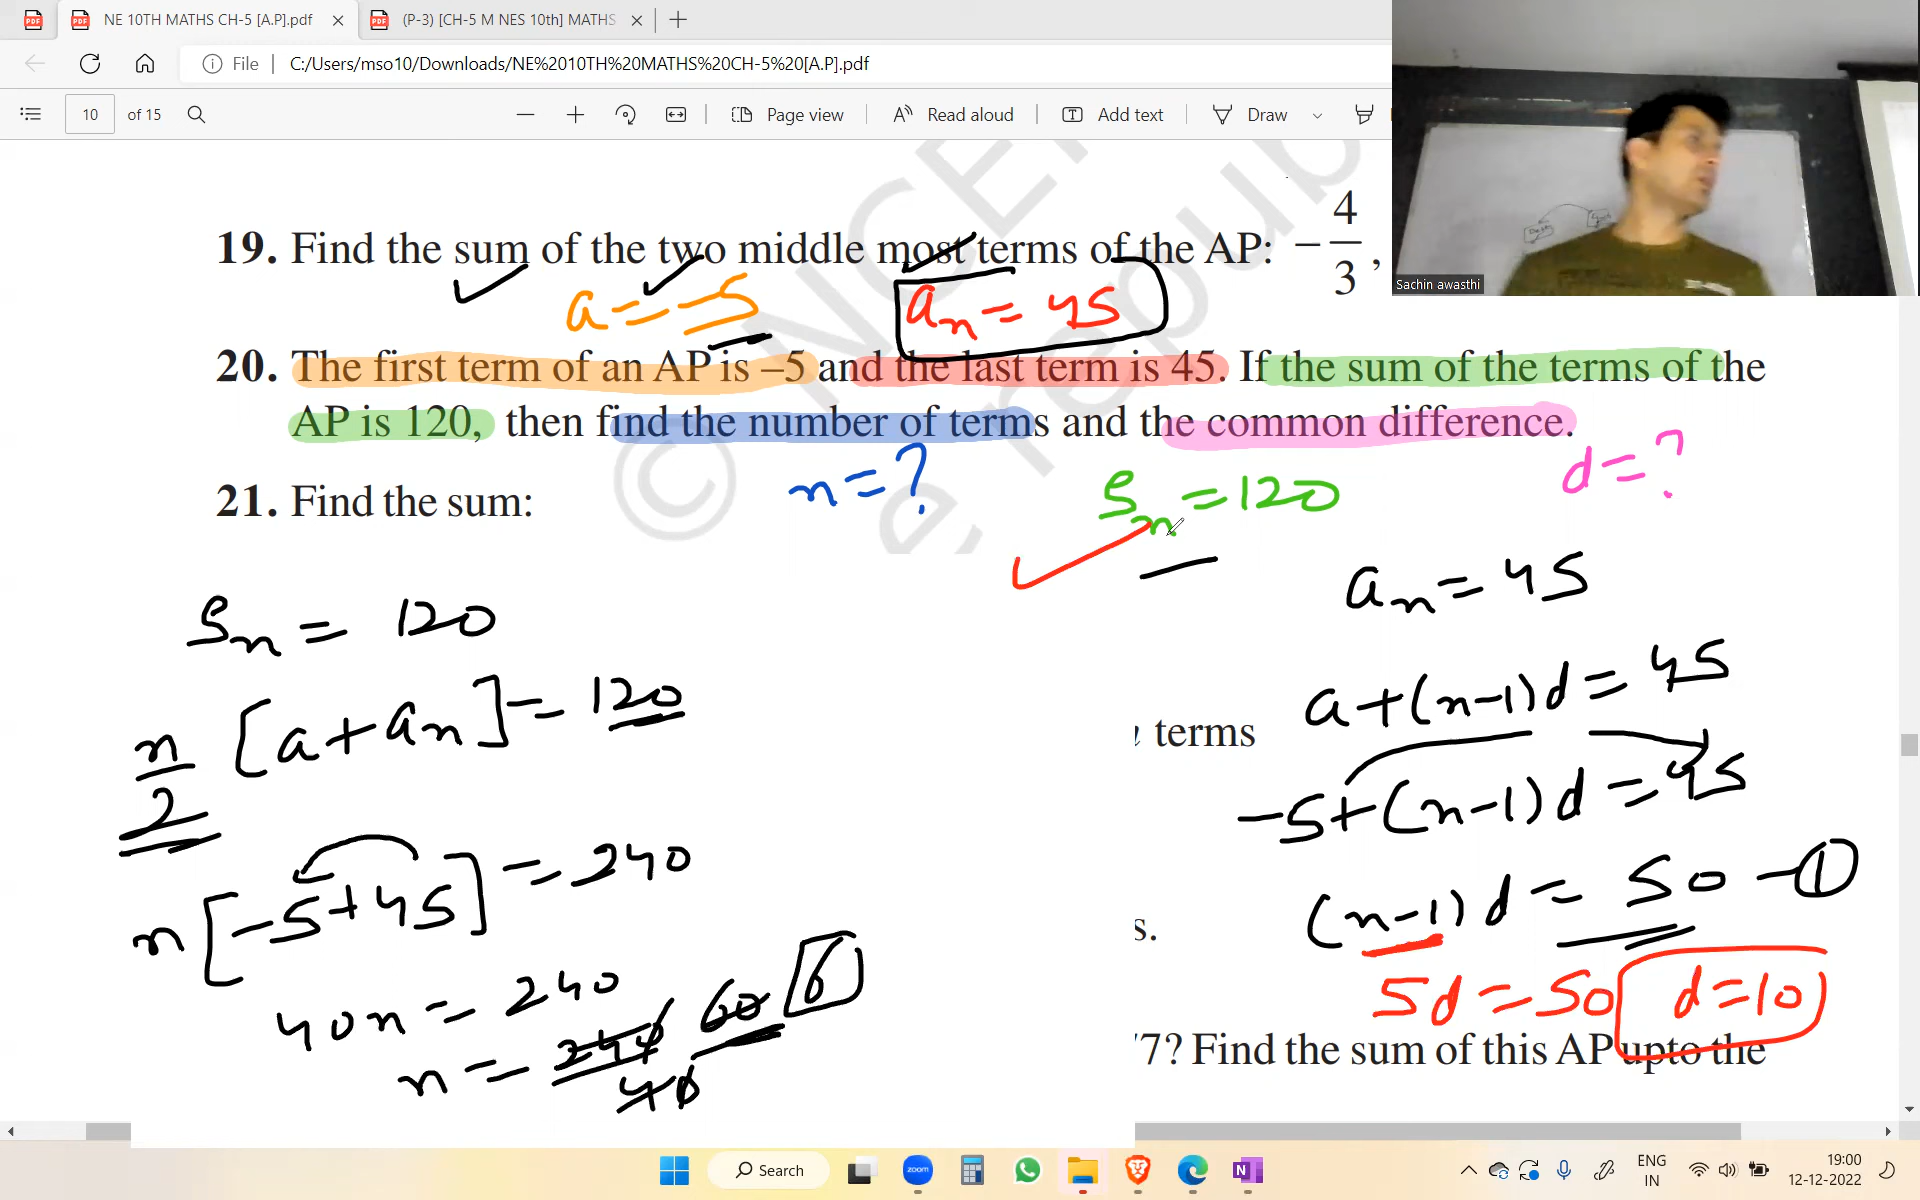 NE 10TH MATHS CH-5 [A.P].pdf
(P-3) [CH-5 M NES 10th] MATHS
File
C:/Users/mso10/Downloads/NE%2010TH%20MATHS%20CH-5%20[A.P].pdf
10 of 15
Page view
Read aloud
Add text
Draw
Sachin awasthi
19. Find the sum of the two middle most terms of the AP: −4/3,
a = −5
an = 45
20. The first term of an AP is –5 and the last term is 45. If the sum of the terms of the
AP is 120, then find the number of terms and the common difference.
n = ?
Sn = 120
d = ?
21. Find the sum:
Sn = 120
n/2 [a + an] = 120
n[−5+45] = 240
40n = 240
n = 240/40
60
6
an = 45
a+(n−1)d = 45
−5+(n−1)d = 45
(n−1)d = 50 −①
5d = 50
d = 10
terms
s.
7? Find the sum of this AP upto the
Search
zoom
ENG
IN
19:00
12-12-2022